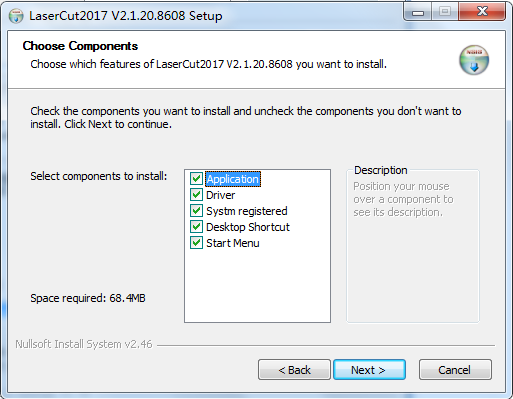 LaserCut2017 V2.1.20.8608 Setup
Choose Components
Choose which features of LaserCut2017 V2.1.20.8608 you want to install.
Check the components you want to install and uncheck the components you don't want to
install. Click Next to continue.
Select components to install:
Application
Driver
Systm registered
Desktop Shortcut
Start Menu
Description
Position your mouse
over a component to
see its description.
Space required: 68.4MB
Nullsoft Install System v2.46
< Back
Next >
Cancel